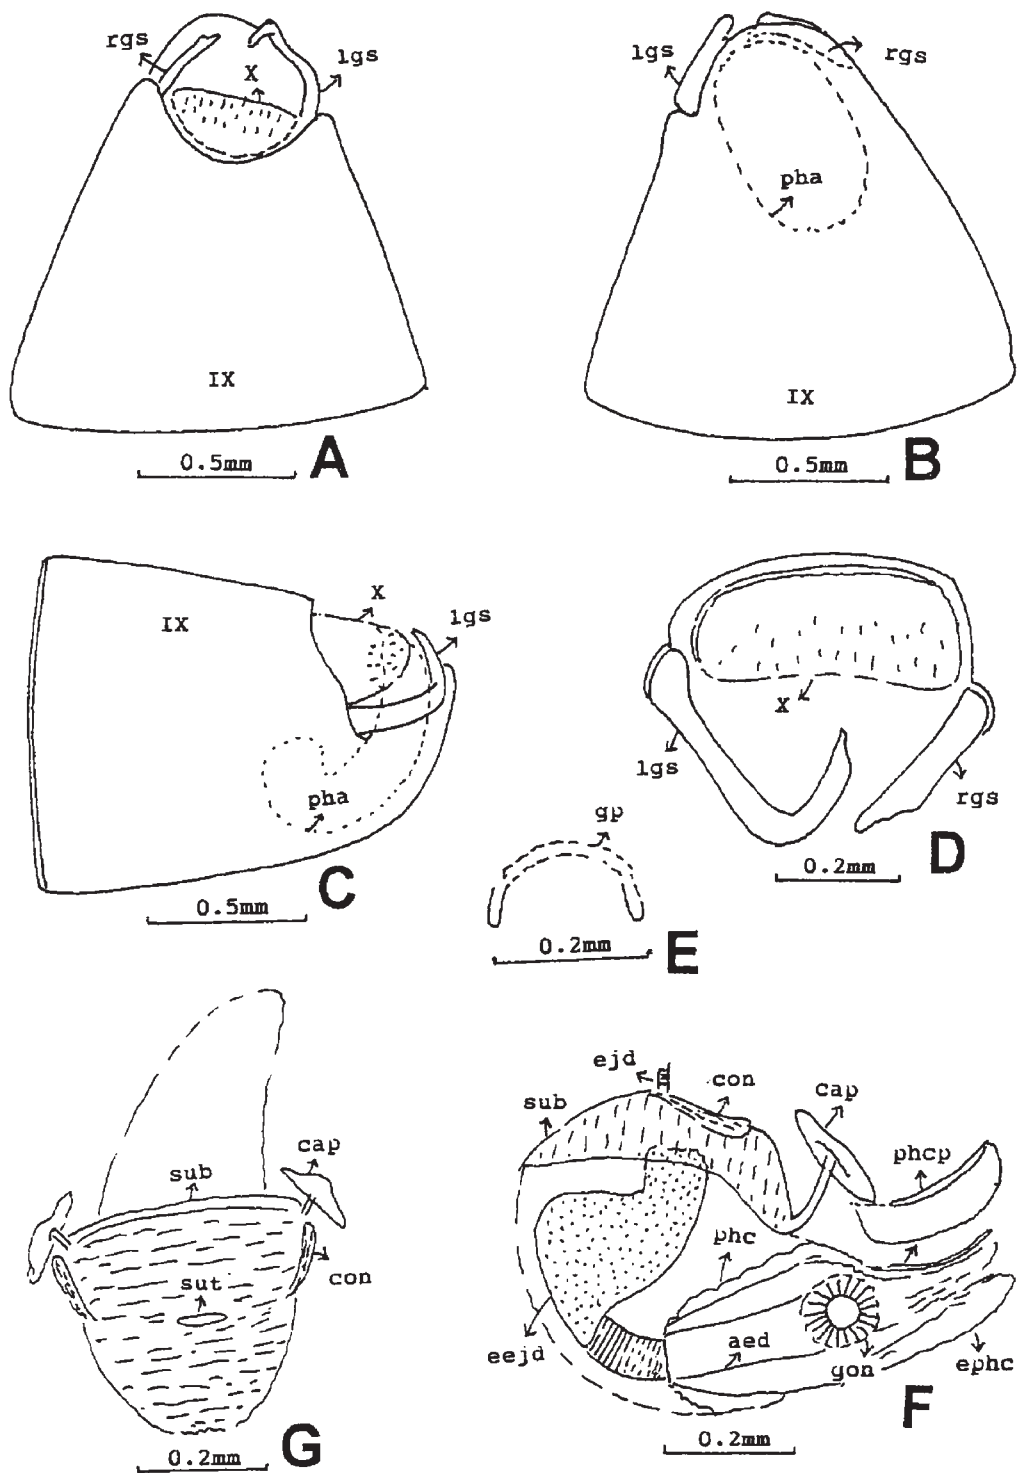 rgs
X
lgs
IX
0.5mm
A
lgs
rgs
pha
IX
0.5mm
B
IX
X
lgs
pha
0.5mm
C
X
lgs
rgs
0.2mm
D
gp
0.2mm
E
cap
sub
sut
con
0.2mm
G
ejd
sub
con
cap
phcp
phc
eejd
aed
gon
ephc
0.2mm
F